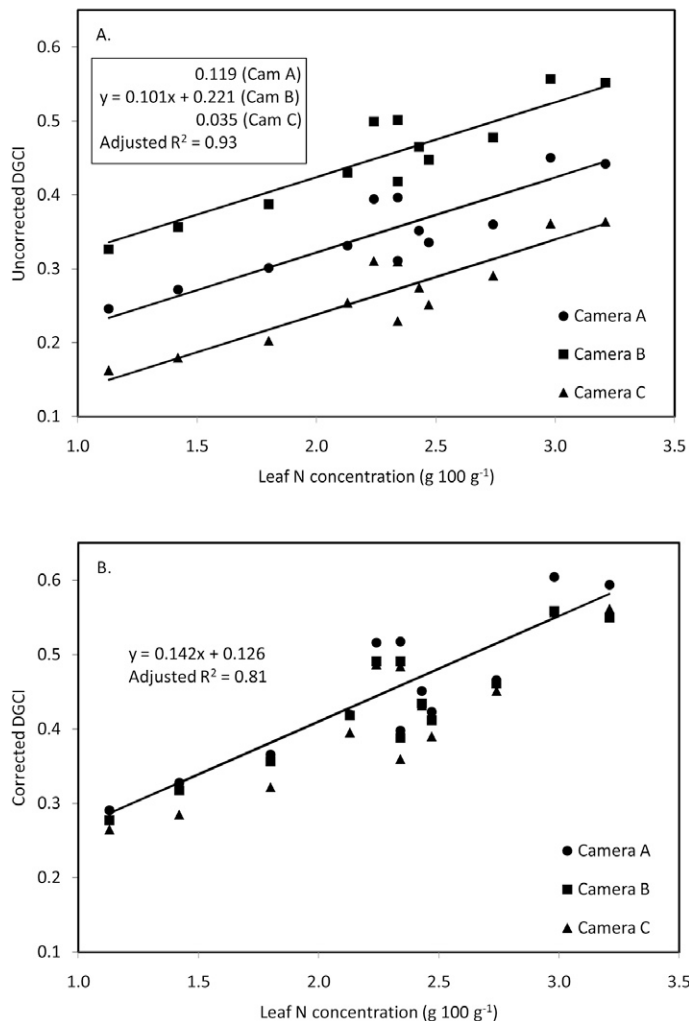 A.
0.119 (Cam A)
y = 0.101x + 0.221 (Cam B)
0.035 (Cam C)
Adjusted R² = 0.93
0.6
0.5
0.4
0.3
0.2
0.1
Uncorrected DGCI
Camera A
Camera B
Camera C
1.0 1.5 2.0 2.5 3.0 3.5
Leaf N concentration (g 100 g⁻¹)
B.
y = 0.142x + 0.126
Adjusted R² = 0.81
0.6
0.5
0.4
0.3
0.2
0.1
Corrected DGCI
Camera A
Camera B
Camera C
1.0 1.5 2.0 2.5 3.0 3.5
Leaf N concentration (g 100 g⁻¹)